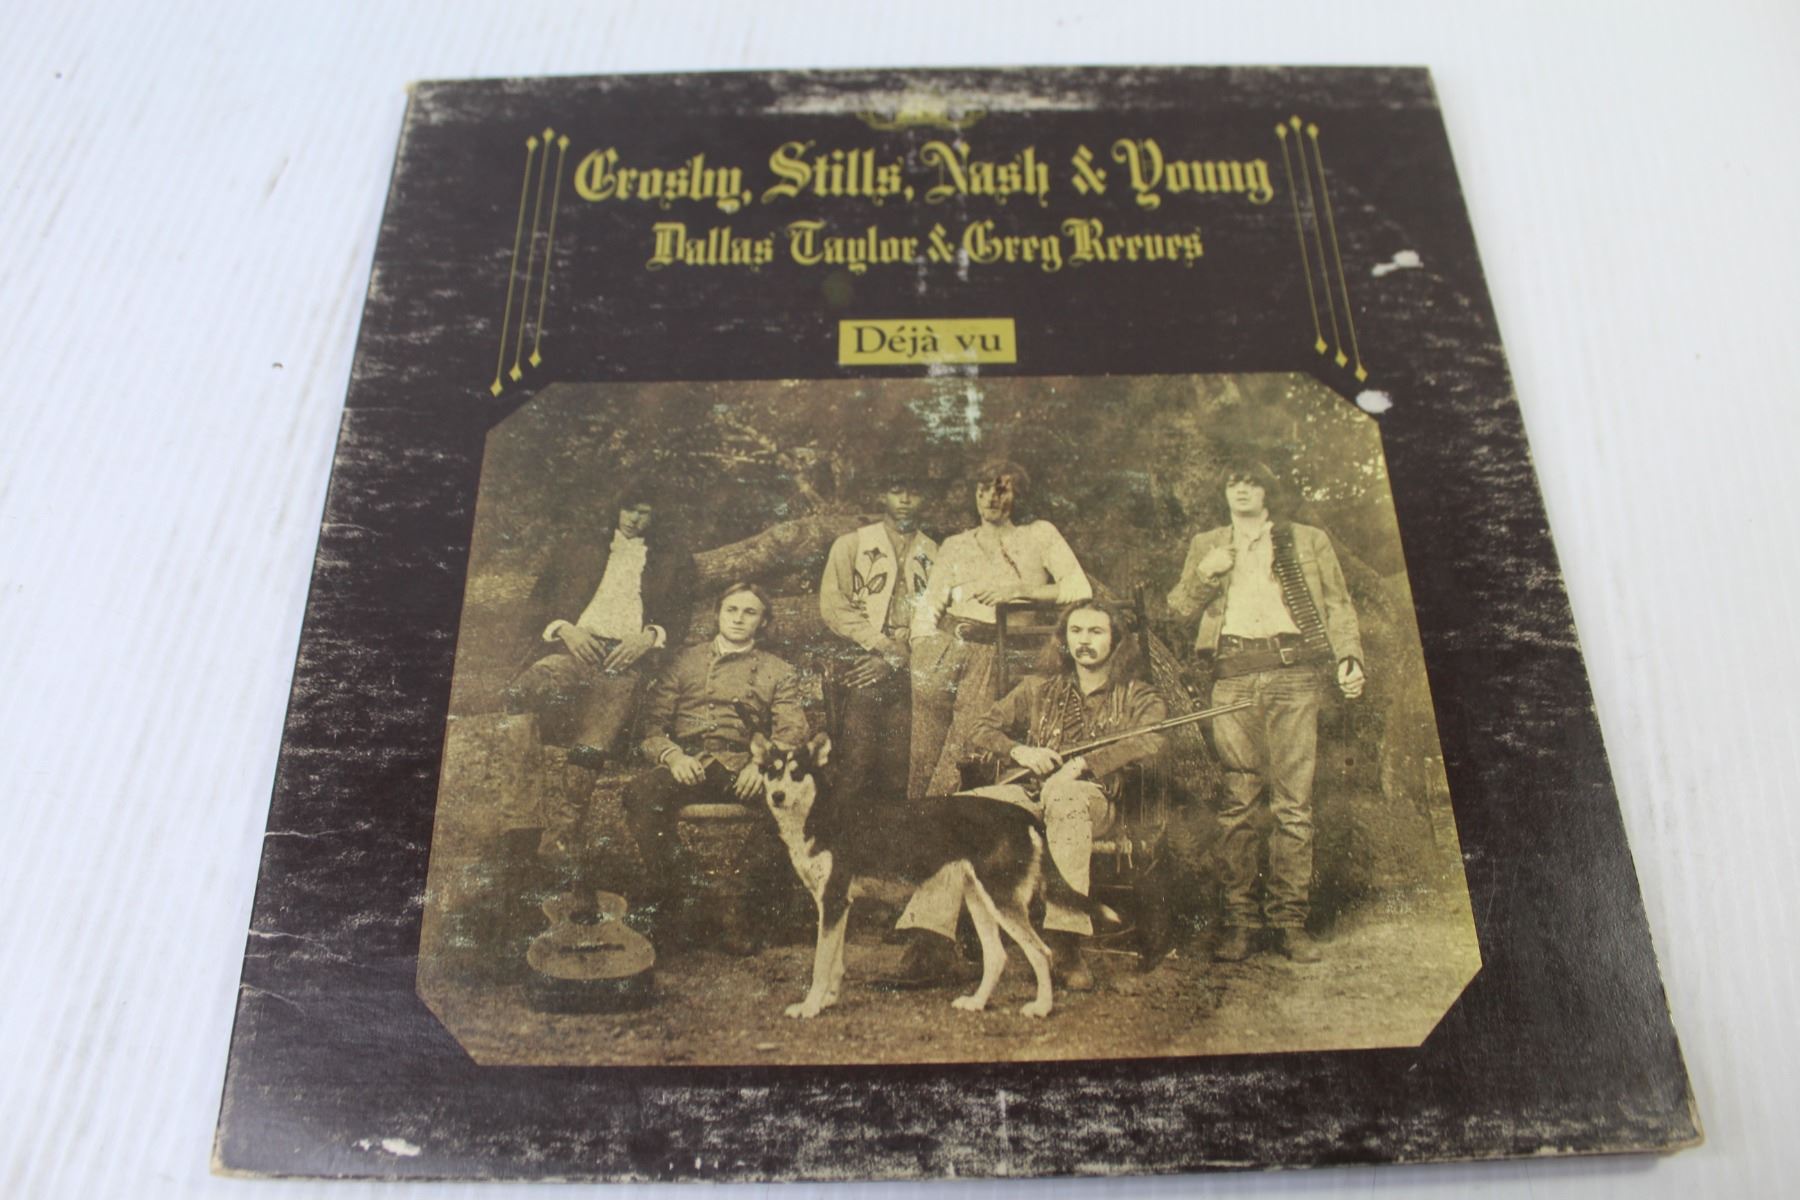 Crosby, Stills, Nash & Young
Dallas Taylor & Greg Reeves
Déjà vu